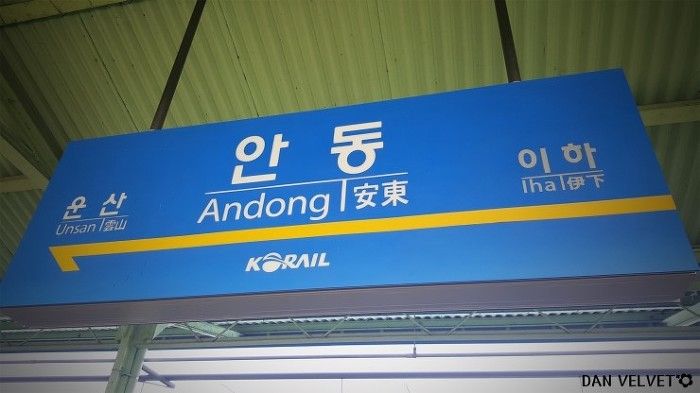 안동
Andong 安東
운산
Unsan 雲山
이하
Iha 伊下
KORAIL
DAN VELVET